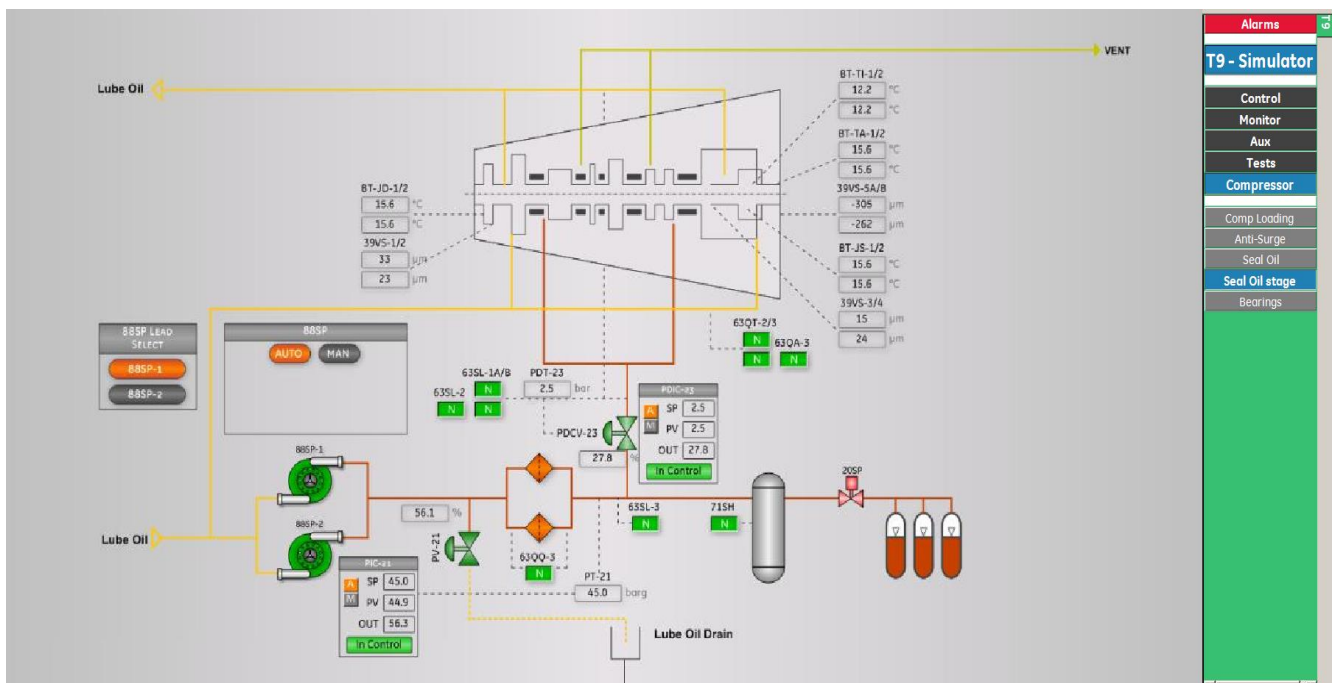 VENT
Lube Oil
BT-TI-1/2
12.2 °C
12.2 °C
BT-TA-1/2
15.6 °C
15.6 °C
39VS-5A/B
-305 µm
-262 µm
BT-JS-1/2
15.6 °C
15.6 °C
39VS-3/4
15 µm
24 µm
BT-JD-1/2
15.6 °C
15.6 °C
39VS-1/2
33 µm
23 µm
88SP LEAD
SELECT
88SP-1
88SP-2
88SP
AUTO MAN
63QT-2/3
N
N
63QA-3
N
63SL-1A/B
N
N
63SL-2
N
PDT-23
2.5 bar
PDCV-23
27.8 %
PDIC-23
A
M
SP 2.5
PV 2.5
OUT 27.8
In Control
88SP-1
88SP-2
Lube Oil
56.1 %
PV-21
63QQ-3
N
63SL-3
N
71SH
N
20SP
PT-21
45.0 barg
PIC-21
A
M
SP 45.0
PV 44.9
OUT 56.3
In Control
Lube Oil Drain
Alarms
T9
T9 - Simulator
Control
Monitor
Aux
Tests
Compressor
Comp Loading
Anti-Surge
Seal Oil
Seal Oil stage
Bearings